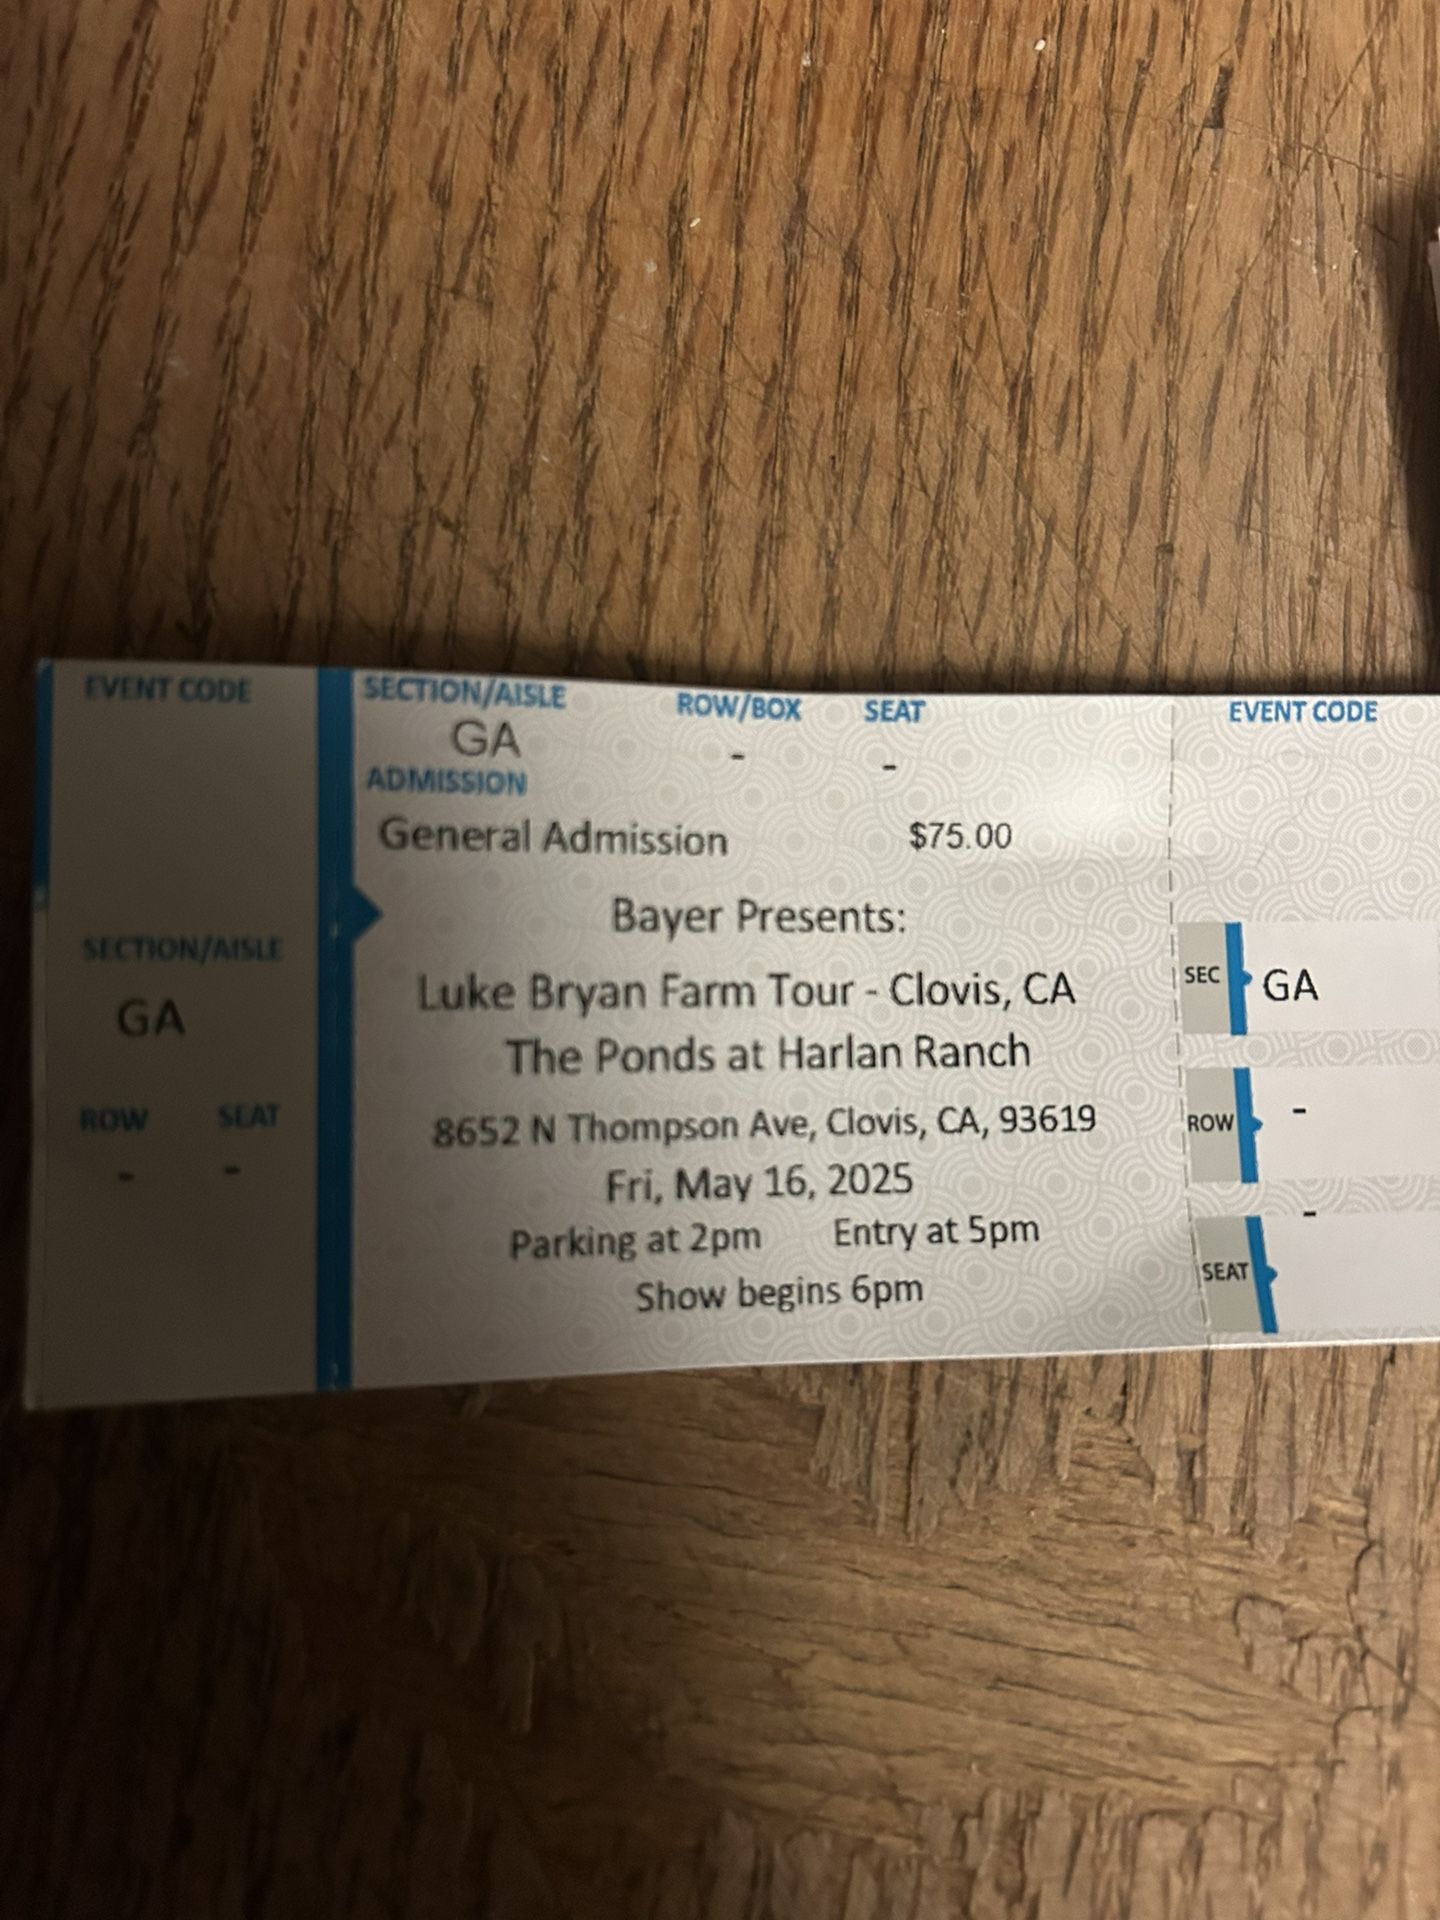 EVENT CODE
SECTION/AISLE
GA
ROW SEAT
- -
SECTION/AISLE ROW/BOX SEAT
GA - -
ADMISSION
General Admission $75.00
Bayer Presents:
Luke Bryan Farm Tour - Clovis, CA
The Ponds at Harlan Ranch
8652 N Thompson Ave, Clovis, CA, 93619
Fri, May 16, 2025
Parking at 2pm Entry at 5pm
Show begins 6pm
EVENT CODE
SEC GA
ROW -
-
SEAT